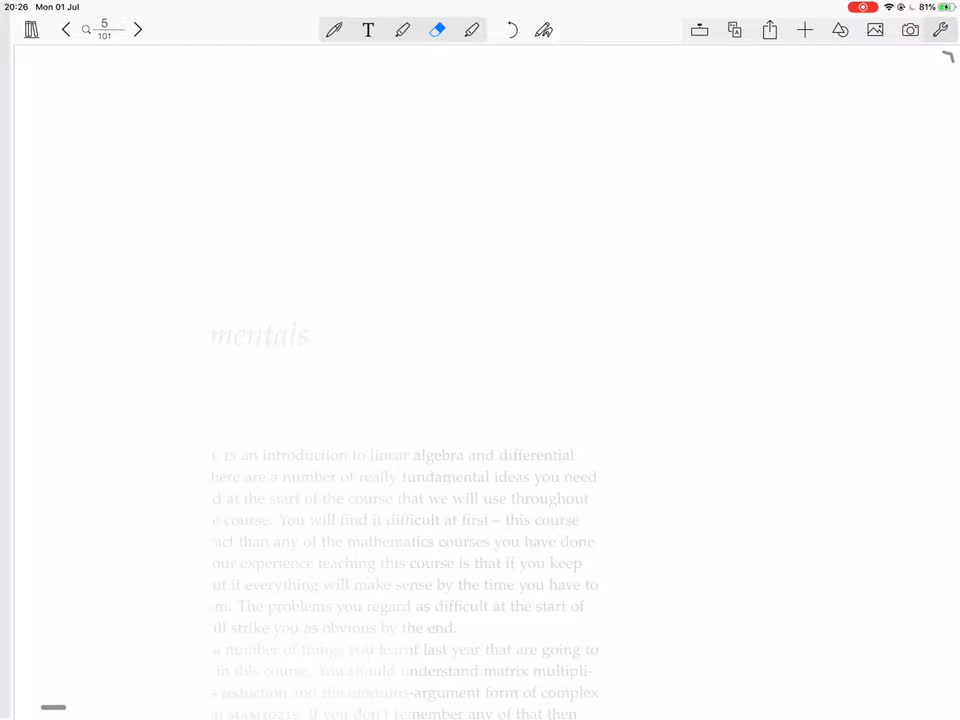 20:26 Mon 01 Jul 81%
5
101
T
A
mentals
E IS an introduction to linear algebra and differential
here are a number of really fundamental ideas you need
d at the start of the course that we will use throughout
e course. You will find it difficult at first – this course
ract than any of the mathematics courses you have done
our experience teaching this course is that if you keep
ut it everything will make sense by the time you have to
m. The problems you regard as difficult at the start of
ill strike you as obvious by the end.
a number of things you learnt last year that are going to
in this course. You should understand matrix multipli-
reduction and the modulus-argument form of complex
If you don't remember any of that then